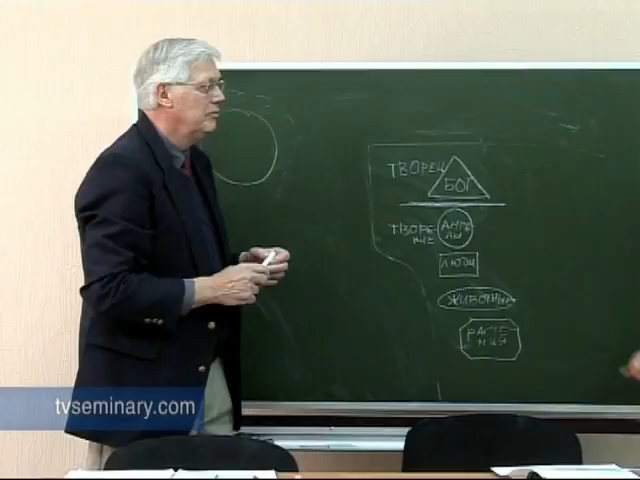 ТВОРЕЦ
БОГ
ТВОРЕ-
НИЕ
АНГЕ
ЛЫ
ЛЮДИ
ЖИВОТНЫЕ
РАСТЕ-
НИЯ
tvseminary.com